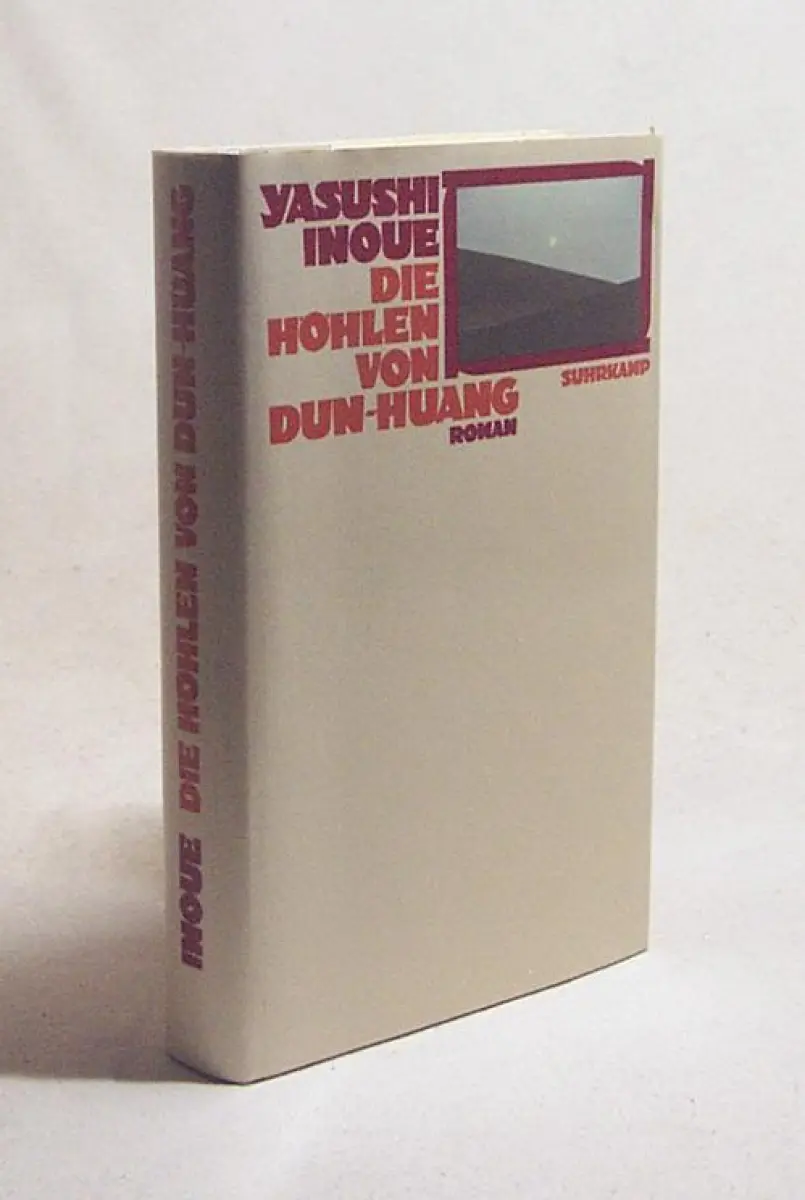 YASUSHI
INOUE
DIE
HÖHLEN
VON
DUN-HUANG
ROMAN
SUHRKAMP
INOUE DIE HÖHLEN VON DUN-HUANG